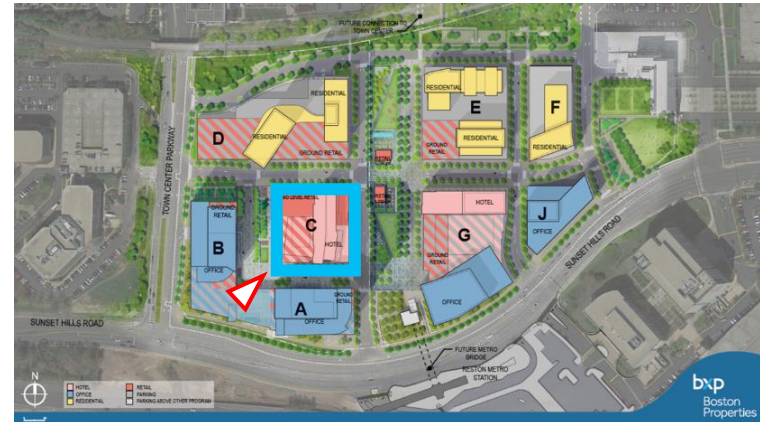 FUTURE CONNECTION TO
TOWN CENTER
RESIDENTIAL
RESIDENTIAL
E
F
D
RESIDENTIAL
RESIDENTIAL
RESIDENTIAL
GROUND RETAIL
GROUND
RETAIL
RETAIL
TOWN CENTER PARKWAY
GROUND
RETAIL
C
HOTEL
HOTEL
B
OFFICE
GROUND
RETAIL
G
J
OFFICE
SUNSET HILLS ROAD
A
GROUND
RETAIL
OFFICE
OFFICE
SUNSET HILLS ROAD
FUTURE METRO
BRIDGE
RESTON METRO
STATION
N
HOTEL
OFFICE
RESIDENTIAL
RETAIL
PARKING
PARKING ABOVE OTHER PROGRAM
bxp
Boston
Properties